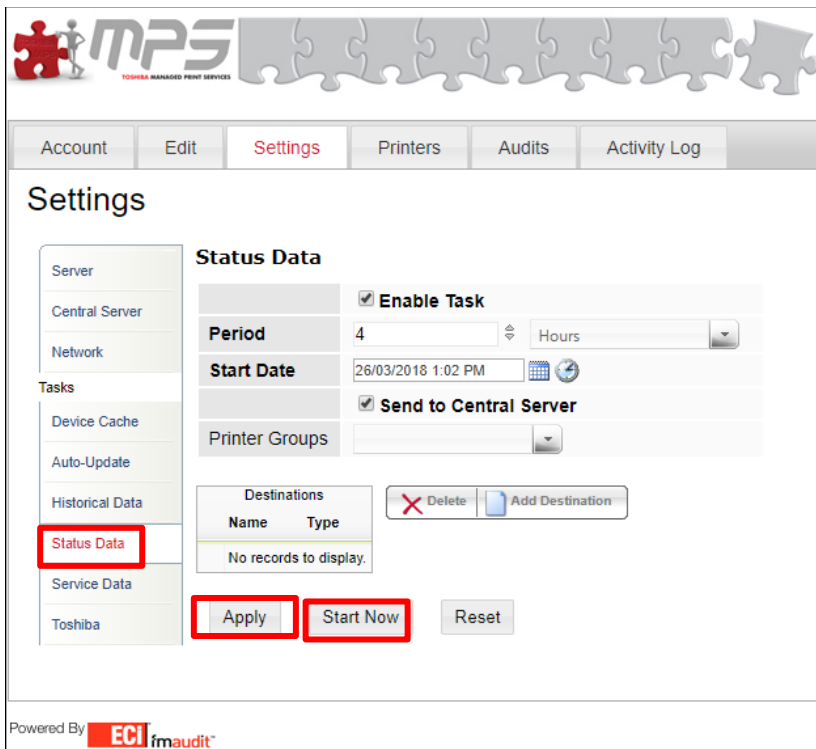 MPS
TOSHIBA MANAGED PRINT SERVICES
Account Edit Settings Printers Audits Activity Log
Settings
Server
Central Server
Network
Tasks
Device Cache
Auto-Update
Historical Data
Status Data
Service Data
Toshiba
Status Data
Enable Task
Period 4 Hours
Start Date 26/03/2018 1:02 PM
Send to Central Server
Printer Groups
Destinations
Name Type
No records to display.
Delete Add Destination
Apply Start Now Reset
Powered By ECI fmaudit